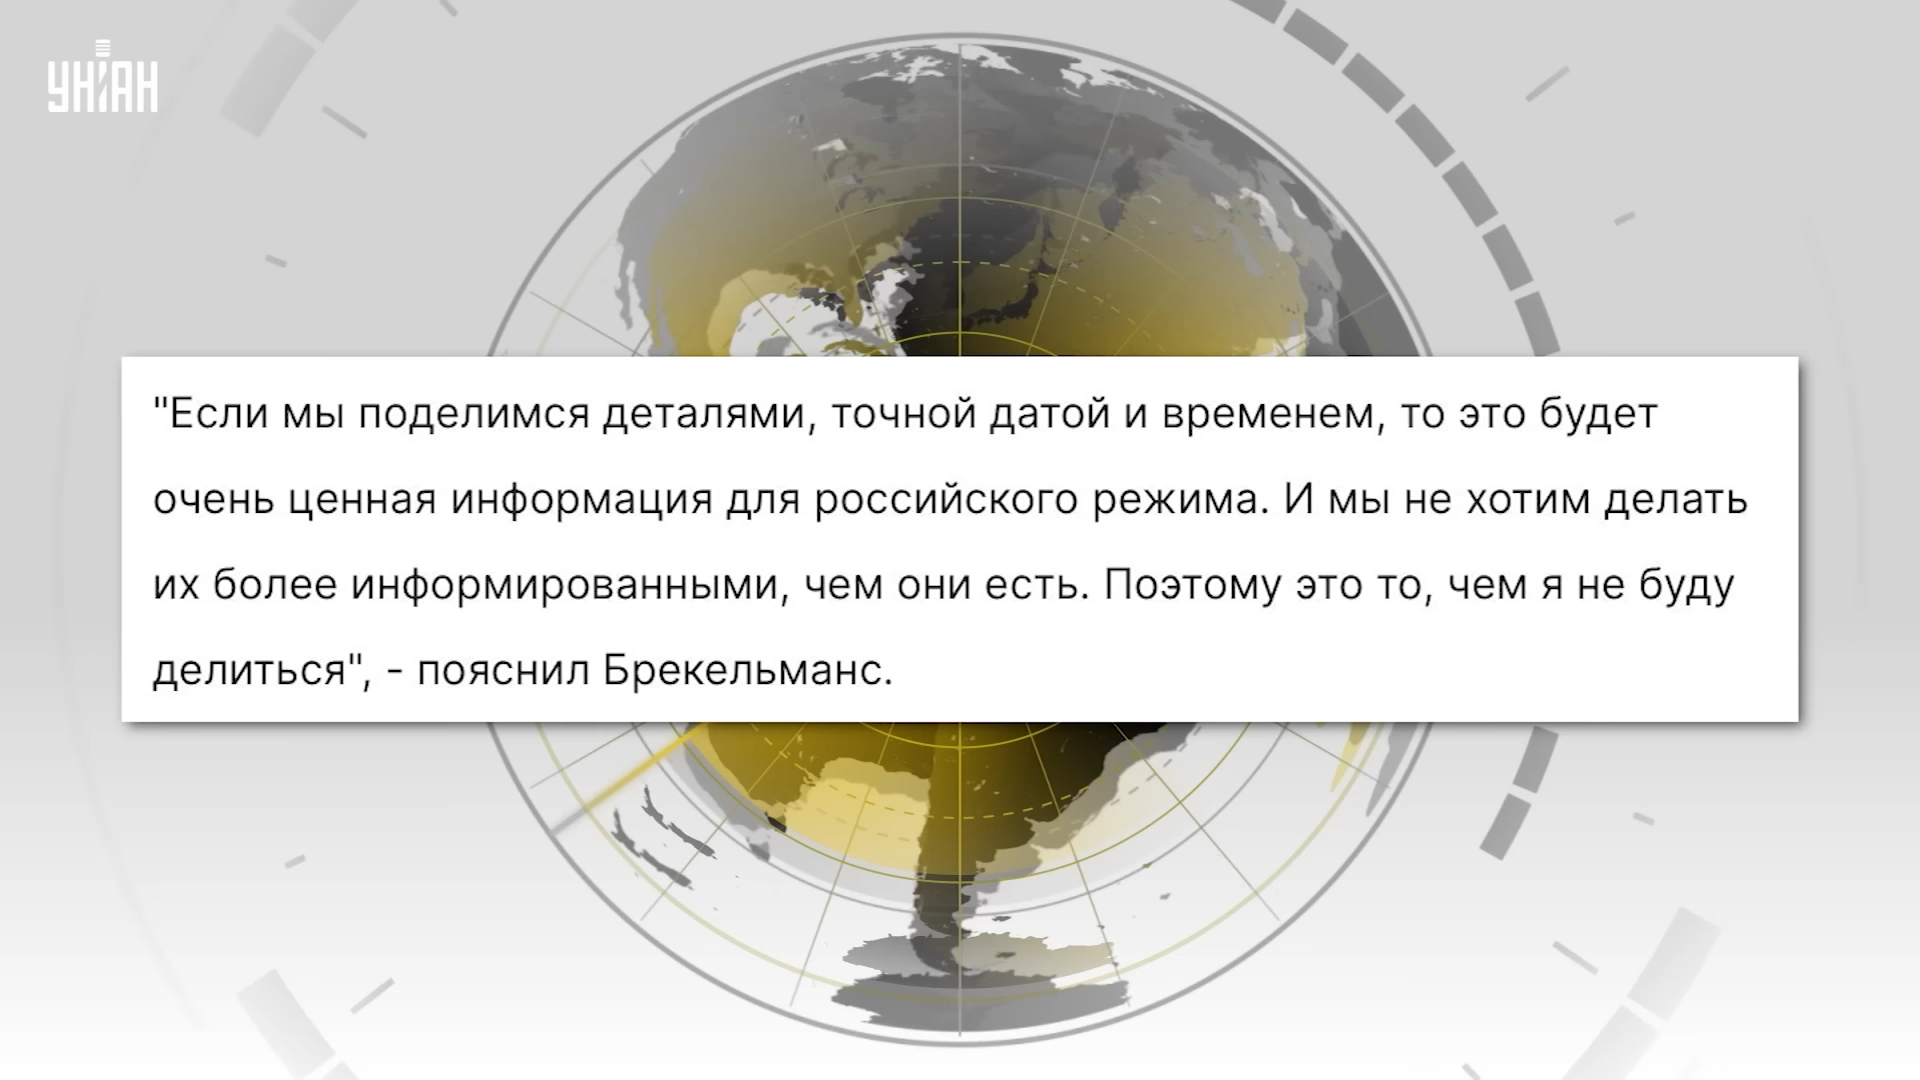 УНІАН
"Если мы поделимся деталями, точной датой и временем, то это будет
очень ценная информация для российского режима. И мы не хотим делать
их более информированными, чем они есть. Поэтому это то, чем я не буду
делиться", - пояснил Брекельманс.